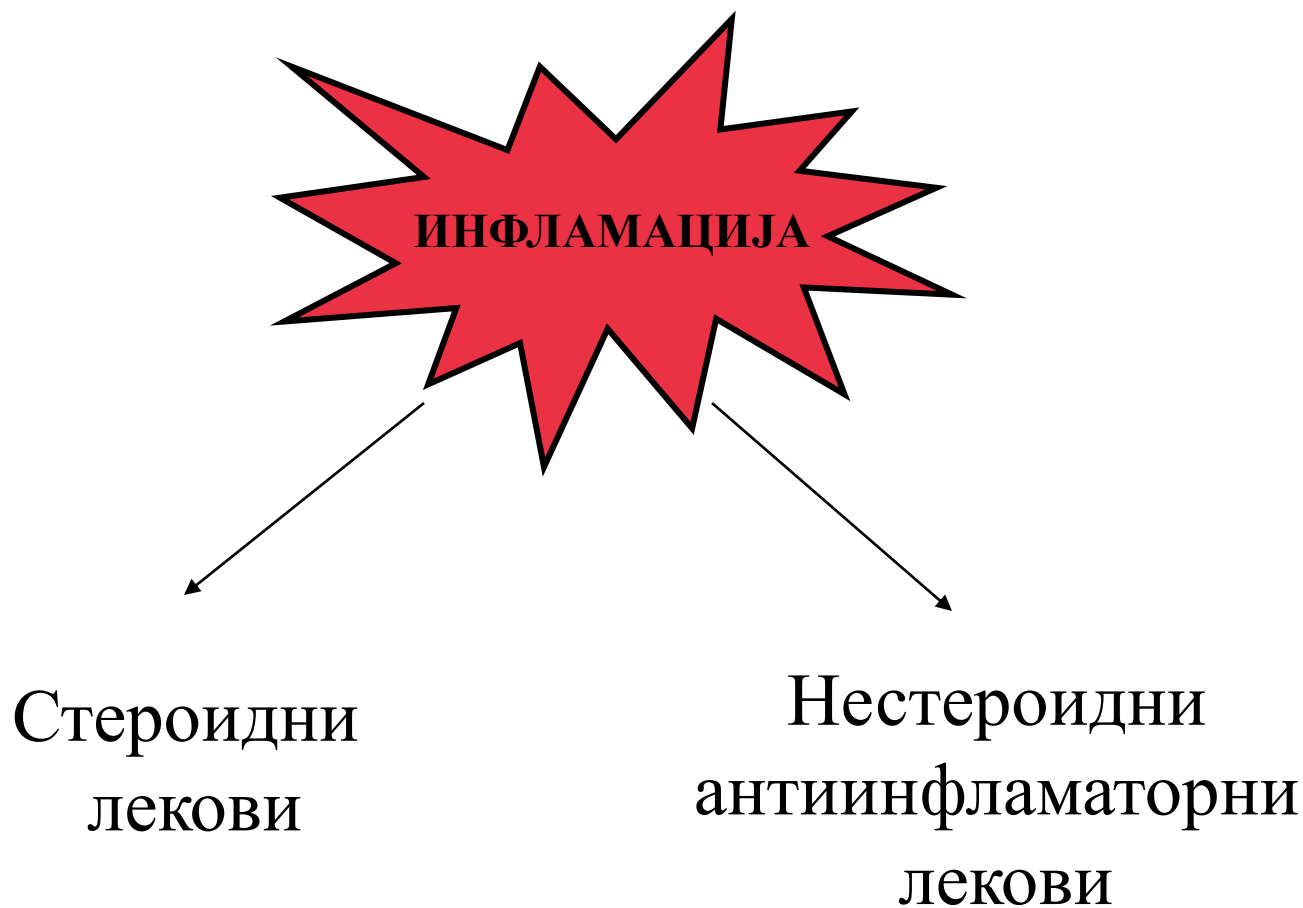 ИНФЛАМАЦИЈА
Стероидни
лекови
Нестероидни
антиинфламаторни
лекови